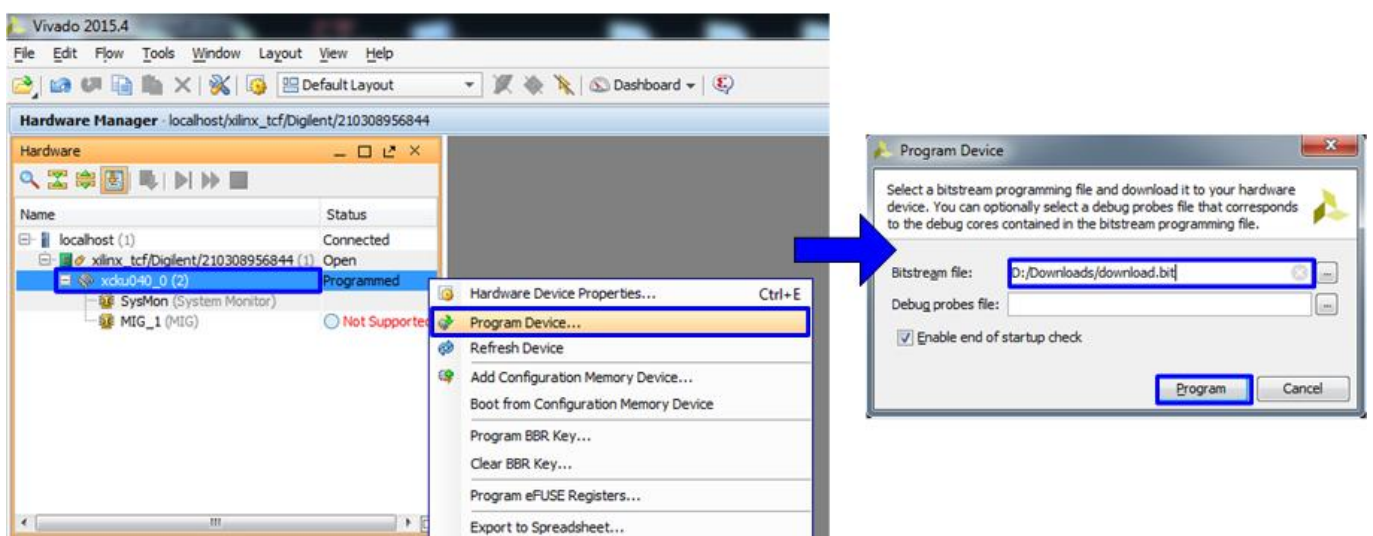 Vivado 2015.4
File Edit Flow Tools Window Layout View Help
Default Layout Dashboard
Hardware Manager - localhost/xilinx_tcf/Digilent/210308956844
Hardware
Name Status
localhost (1) Connected
xilinx_tcf/Digilent/210308956844 (1) Open
xcku040_0 (2) Programmed
SysMon (System Monitor)
MIG_1 (MIG) Not Supported
Hardware Device Properties... Ctrl+E
Program Device...
Refresh Device
Add Configuration Memory Device...
Boot from Configuration Memory Device
Program BBR Key...
Clear BBR Key...
Program eFUSE Registers...
Export to Spreadsheet...
Program Device
Select a bitstream programming file and download it to your hardware
device. You can optionally select a debug probes file that corresponds
to the debug cores contained in the bitstream programming file.
Bitstream file: D:/Downloads/download.bit
Debug probes file:
Enable end of startup check
Program Cancel